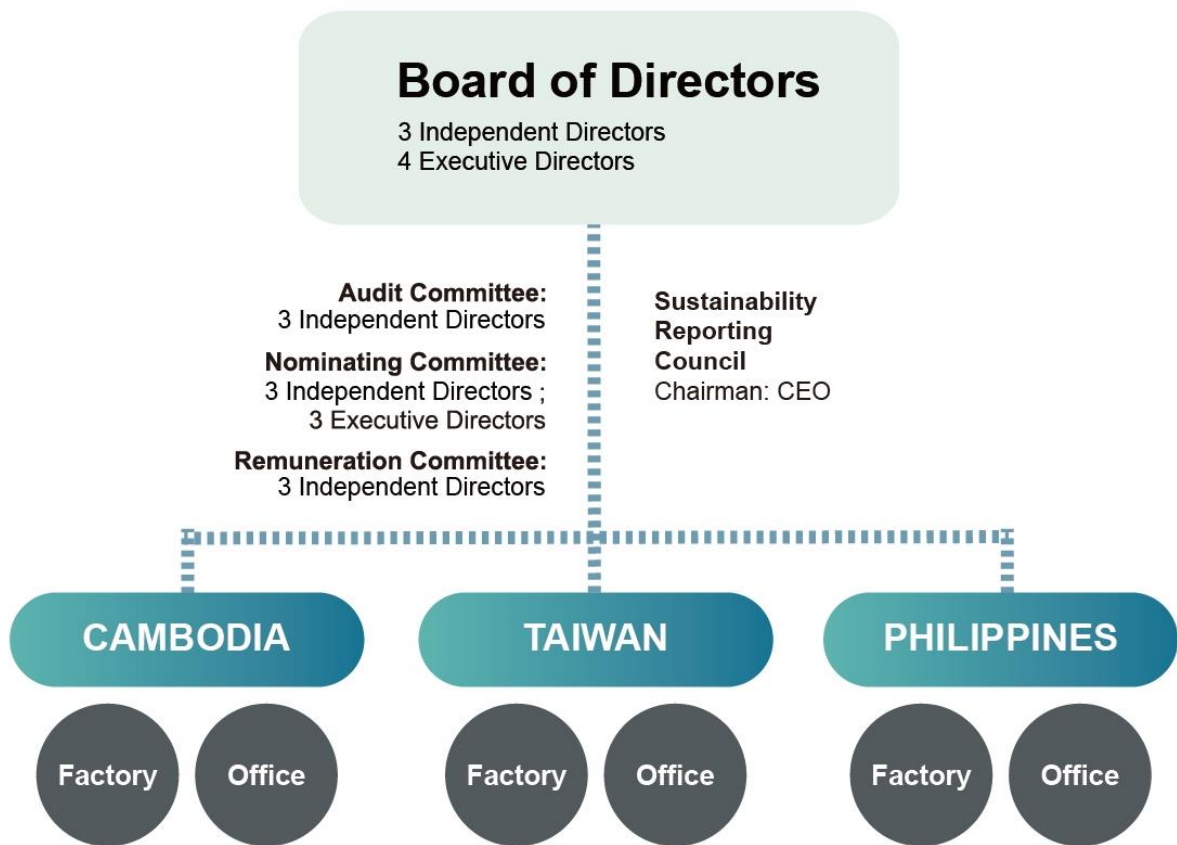 Board of Directors
3 Independent Directors
4 Executive Directors
Audit Committee:
3 Independent Directors
Nominating Committee:
3 Independent Directors ;
3 Executive Directors
Remuneration Committee:
3 Independent Directors
Sustainability
Reporting
Council
Chairman: CEO
CAMBODIA
TAIWAN
PHILIPPINES
Factory
Office
Factory
Office
Factory
Office